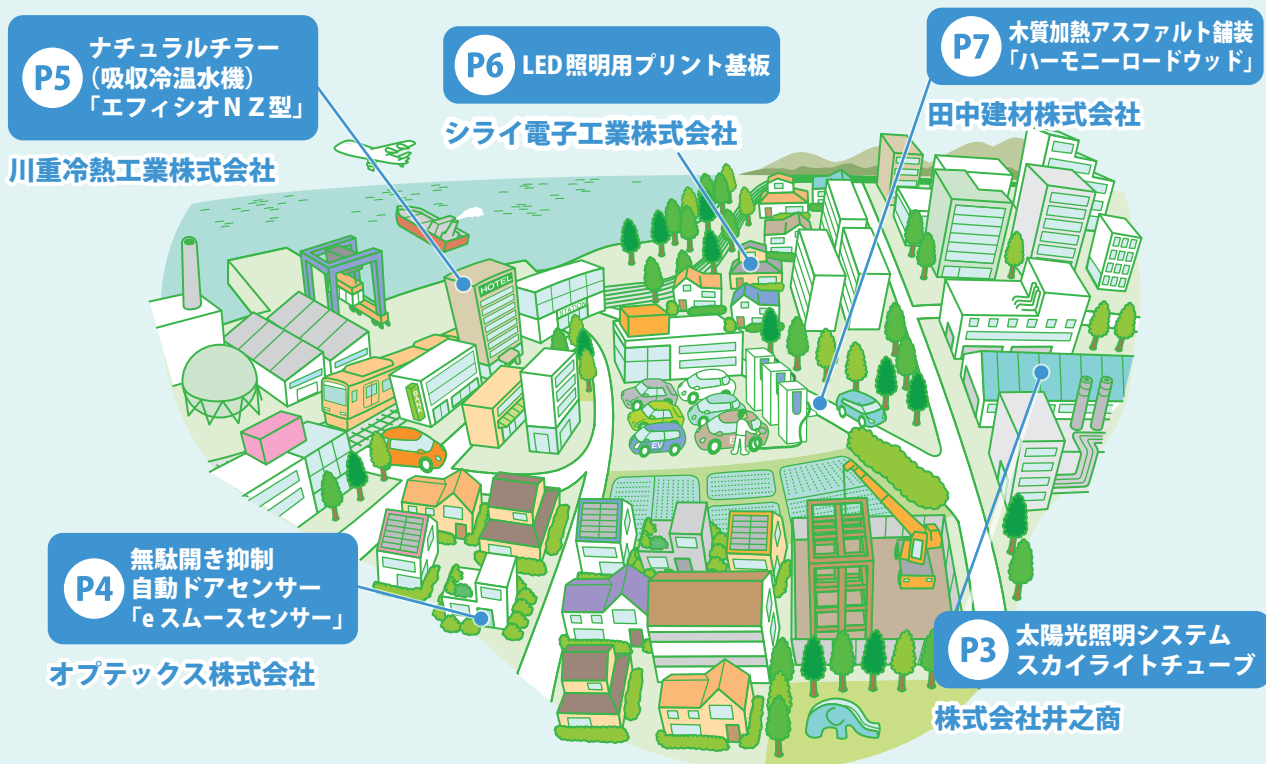 P5
ナチュラルチラー
（吸収冷温水機）
「エフィシオＮＺ型」
川重冷熱工業株式会社
P6
LED照明用プリント基板
シライ電子工業株式会社
P7
木質加熱アスファルト舗装
「ハーモニーロードウッド」
田中建材株式会社
HOTEL
STATION
BANK
EV
P4
無駄開き抑制
自動ドアセンサー
「e スムースセンサー」
オプテックス株式会社
P3
太陽光照明システム
スカイライトチューブ
株式会社井之商